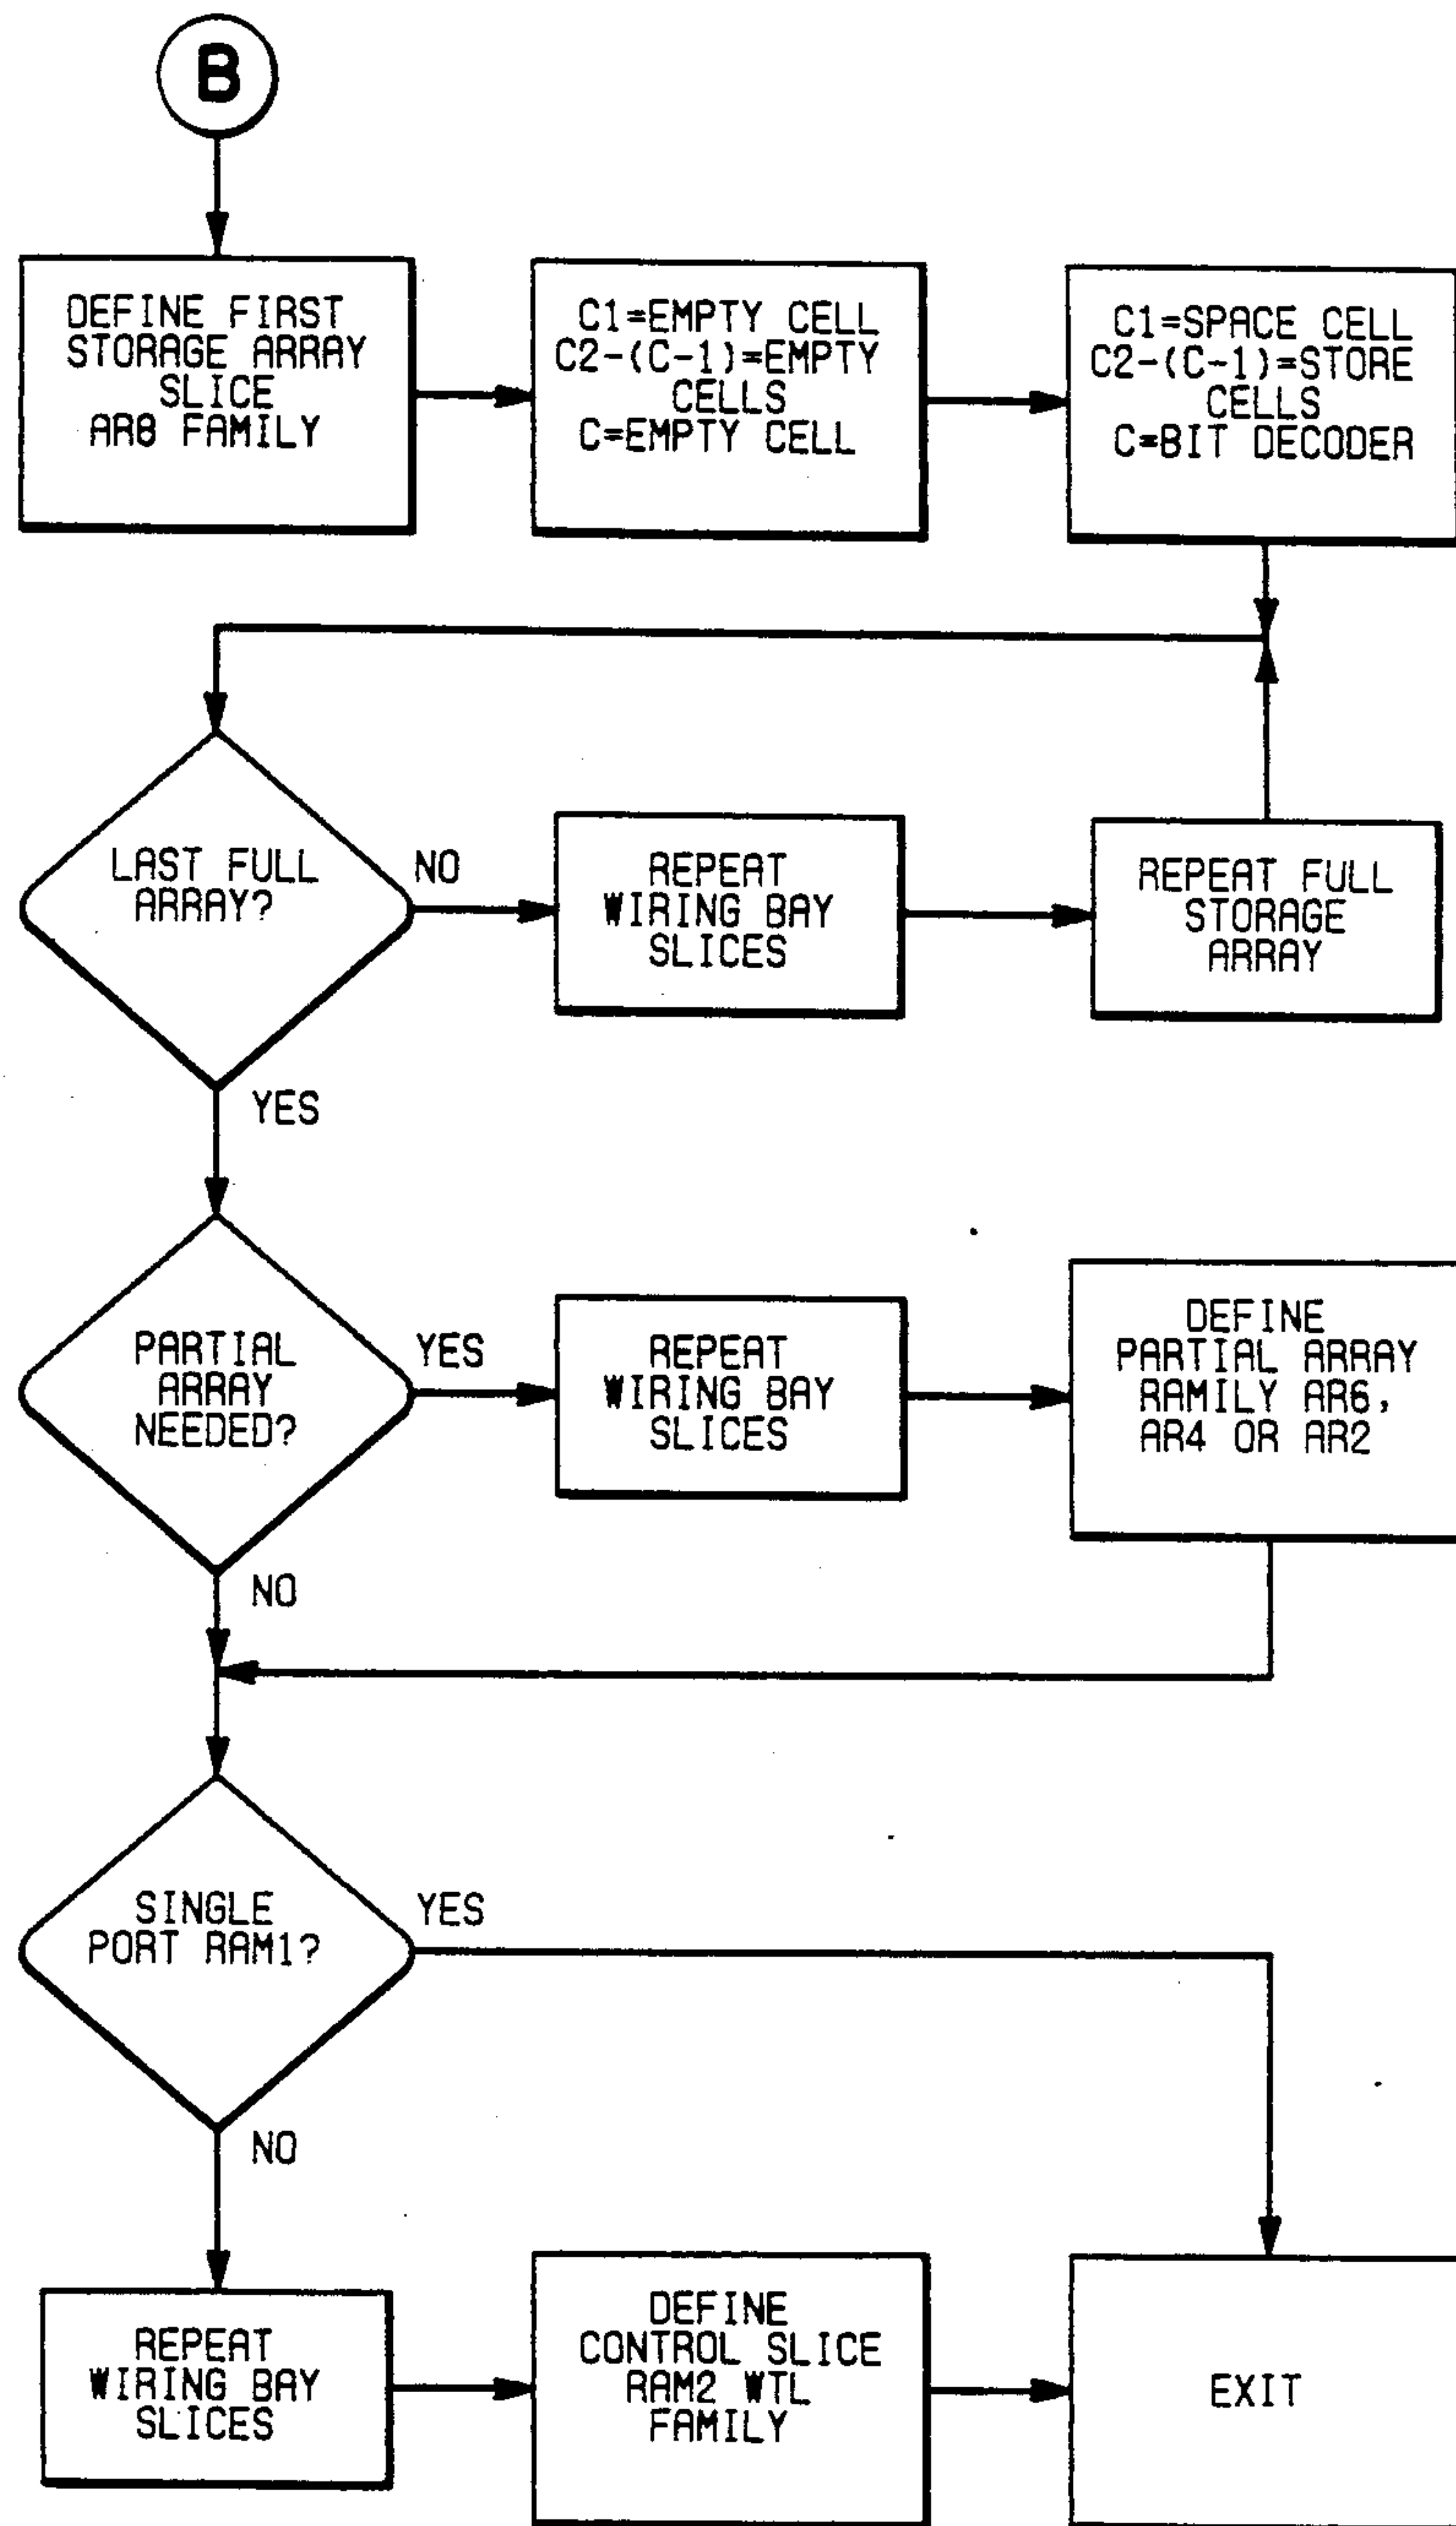 B
DEFINE FIRST
STORAGE ARRAY
SLICE
AR8 FAMILY
C1=EMPTY CELL
C2-(C-1)=EMPTY
CELLS
C=EMPTY CELL
C1=SPACE CELL
C2-(C-1)=STORE
CELLS
C=BIT DECODER
LAST FULL
ARRAY?
NO
REPEAT
WIRING BAY
SLICES
REPEAT FULL
STORAGE
ARRAY
YES
PARTIAL
ARRAY
NEEDED?
YES
REPEAT
WIRING BAY
SLICES
DEFINE
PARTIAL ARRAY
RAMILY AR6,
AR4 OR AR2
NO
SINGLE
PORT RAM1?
YES
NO
REPEAT
WIRING BAY
SLICES
DEFINE
CONTROL SLICE
RAM2 WTL
FAMILY
EXIT